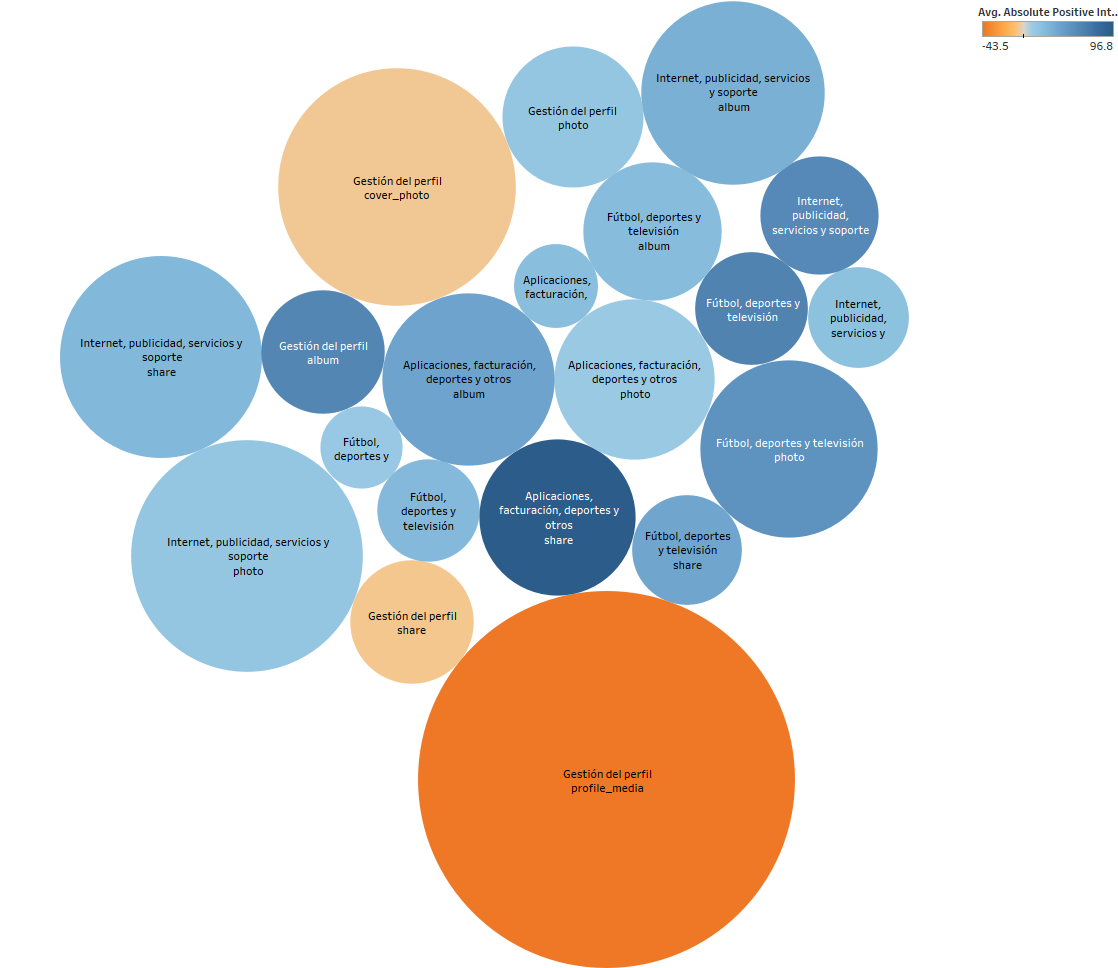 Avg. Absolute Positive Int..
-43.5 96.8
Internet, publicidad, servicios
y soporte
album
Gestión del perfil
photo
Gestión del perfil
cover_photo
Internet,
publicidad,
servicios y soporte
Fútbol, deportes y
televisión
album
Aplicaciones,
facturación,
Fútbol, deportes y
televisión
Internet,
publicidad,
servicios y
Internet, publicidad, servicios y
soporte
share
Gestión del perfil
album
Aplicaciones, facturación,
deportes y otros
album
Aplicaciones, facturación,
deportes y otros
photo
Fútbol,
deportes y
Fútbol, deportes y televisión
photo
Fútbol,
deportes y
televisión
Aplicaciones,
facturación, deportes y
otros
share
Fútbol, deportes
y televisión
share
Internet, publicidad, servicios y
soporte
photo
Gestión del perfil
share
Gestión del perfil
profile_media